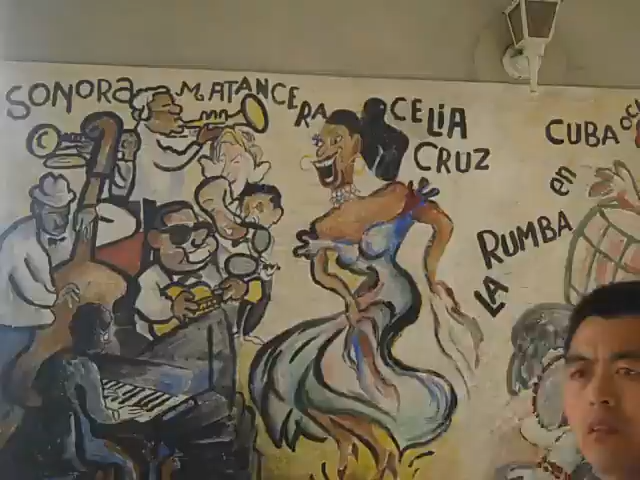 SONORA MATANCERA
CELIA
CRUZ
CUBA
en
LA RUMBA